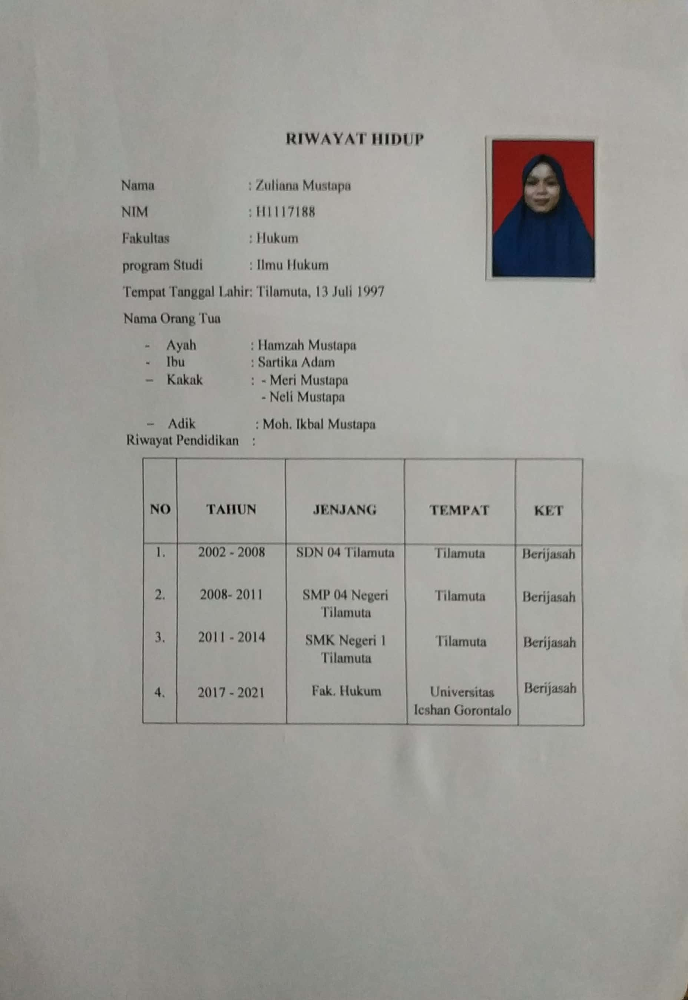 RIWAYAT HIDUP
Nama : Zuliana Mustapa
NIM : H1117188
Fakultas : Hukum
program Studi : Ilmu Hukum
Tempat Tanggal Lahir: Tilamuta, 13 Juli 1997
Nama Orang Tua
- Ayah : Hamzah Mustapa
- Ibu : Sartika Adam
– Kakak : - Meri Mustapa
- Neli Mustapa
– Adik : Moh. Ikbal Mustapa
Riwayat Pendidikan :
NO TAHUN JENJANG TEMPAT KET
1. 2002 - 2008 SDN 04 Tilamuta Tilamuta Berijasah
2. 2008- 2011 SMP 04 Negeri Tilamuta Berijasah
Tilamuta
3. 2011 - 2014 SMK Negeri 1 Tilamuta Berijasah
Tilamuta
4. 2017 - 2021 Fak. Hukum Universitas Berijasah
Icshan Gorontalo